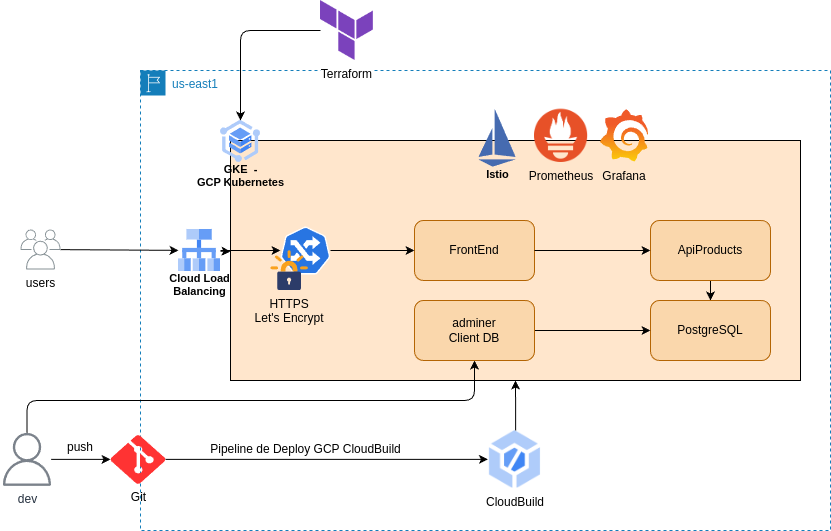 Terraform
us-east1
GKE -
GCP Kubernetes
Istio
Prometheus
Grafana
users
Cloud Load
Balancing
HTTPS
Let's Encrypt
FrontEnd
ApiProducts
adminer
Client DB
PostgreSQL
push
Pipeline de Deploy GCP CloudBuild
dev
Git
CloudBuild